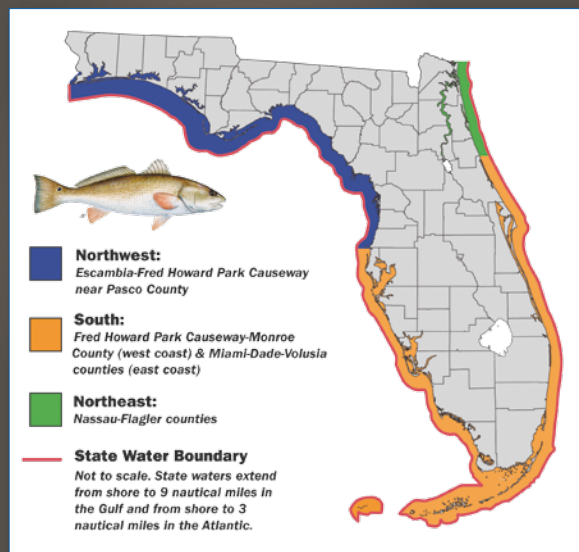 Northwest:
Escambia-Fred Howard Park Causeway
near Pasco County
South:
Fred Howard Park Causeway-Monroe
County (west coast) & Miami-Dade-Volusia
counties (east coast)
Northeast:
Nassau-Flagler counties
State Water Boundary
Not to scale. State waters extend
from shore to 9 nautical miles in
the Gulf and from shore to 3
nautical miles in the Atlantic.